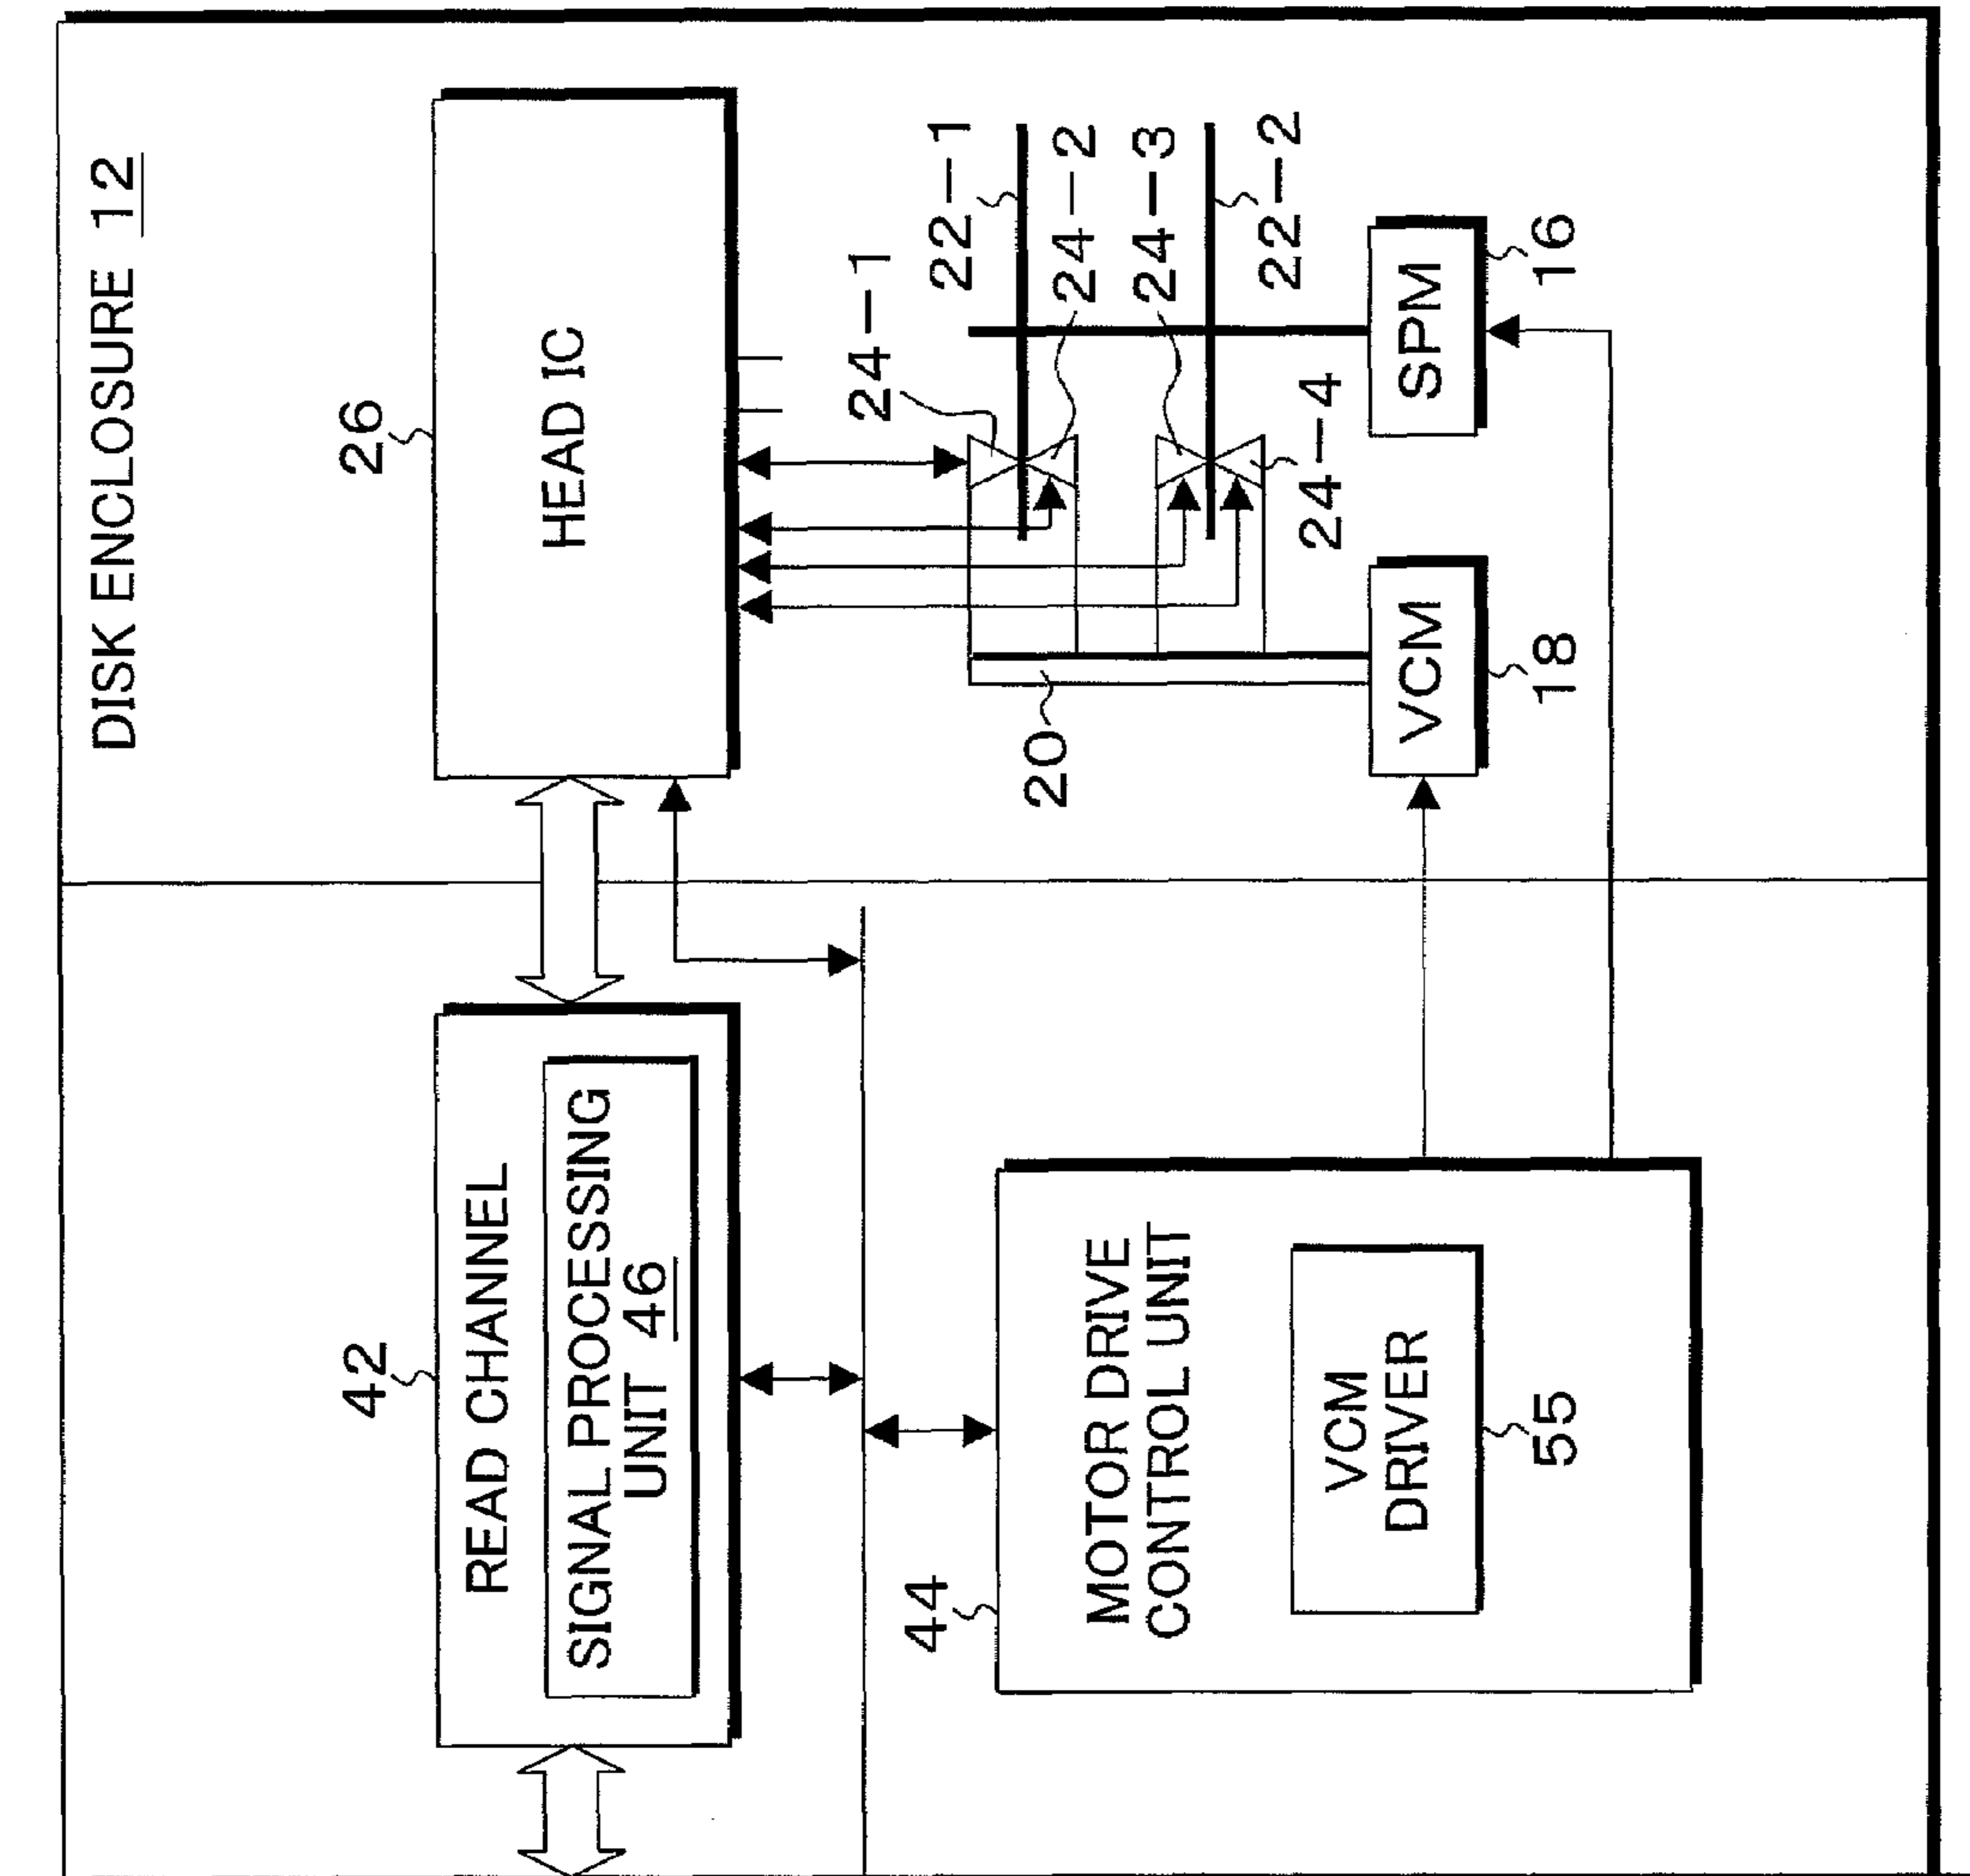 DISK ENCLOSURE 12
26
HEAD IC
24-1
22-1
24-2
24-3
22-2
24-4
20
VCM
18
SPM
16
42
READ CHANNEL
SIGNAL PROCESSING
UNIT 46
44
MOTOR DRIVE
CONTROL UNIT
VCM
DRIVER
55